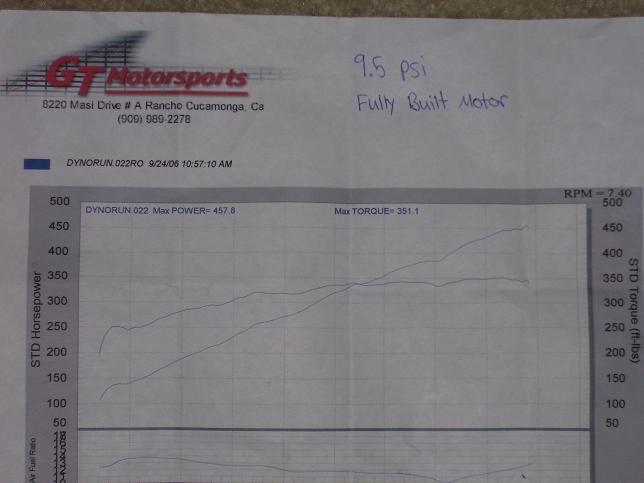 GT Motorsports
8220 Masi Drive # A Rancho Cucamonga, Ca
(909) 989-2278
9.5 psi
Fully Built Motor
DYNORUN.022RO 9/24/06 10:57:10 AM
RPM = 7.40
DYNORUN.022 Max POWER= 457.8
Max TORQUE= 351.1
500
450
400
350
300
250
200
150
100
50
STD Horsepower
500
450
400
350
300
250
200
150
100
50
STD Torque (ft-lbs)
Air Fuel Ratio